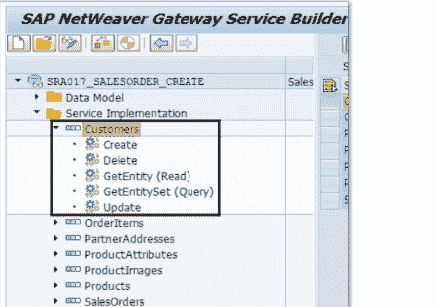 SAP NetWeaver Gateway Service Builder
SRA017_SALESORDER_CREATE Sales
Data Model
Service Implementation
Customers
Create
Delete
GetEntity (Read)
GetEntitySet (Query)
Update
OrderItems
PartnerAddresses
ProductAttributes
ProductImages
Products
SalesOrders